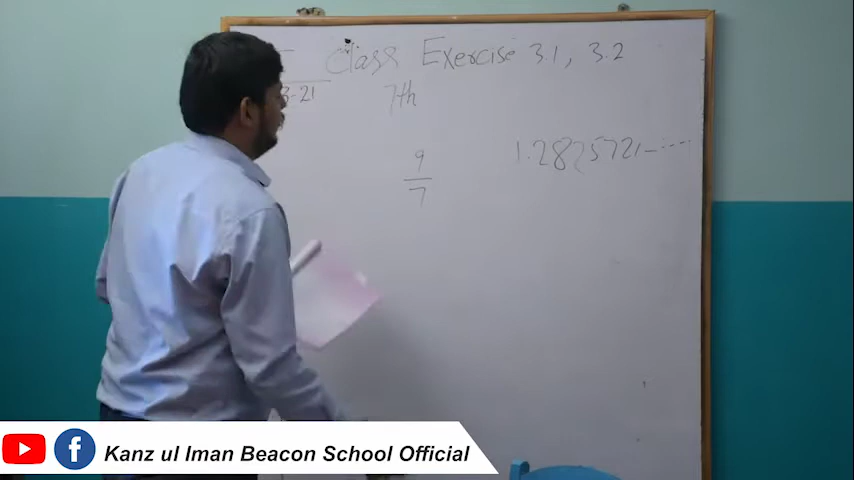 Class Exercise 3.1, 3.2
3-21
7th
9
7
1.2825721.....
Kanz ul Iman Beacon School Official